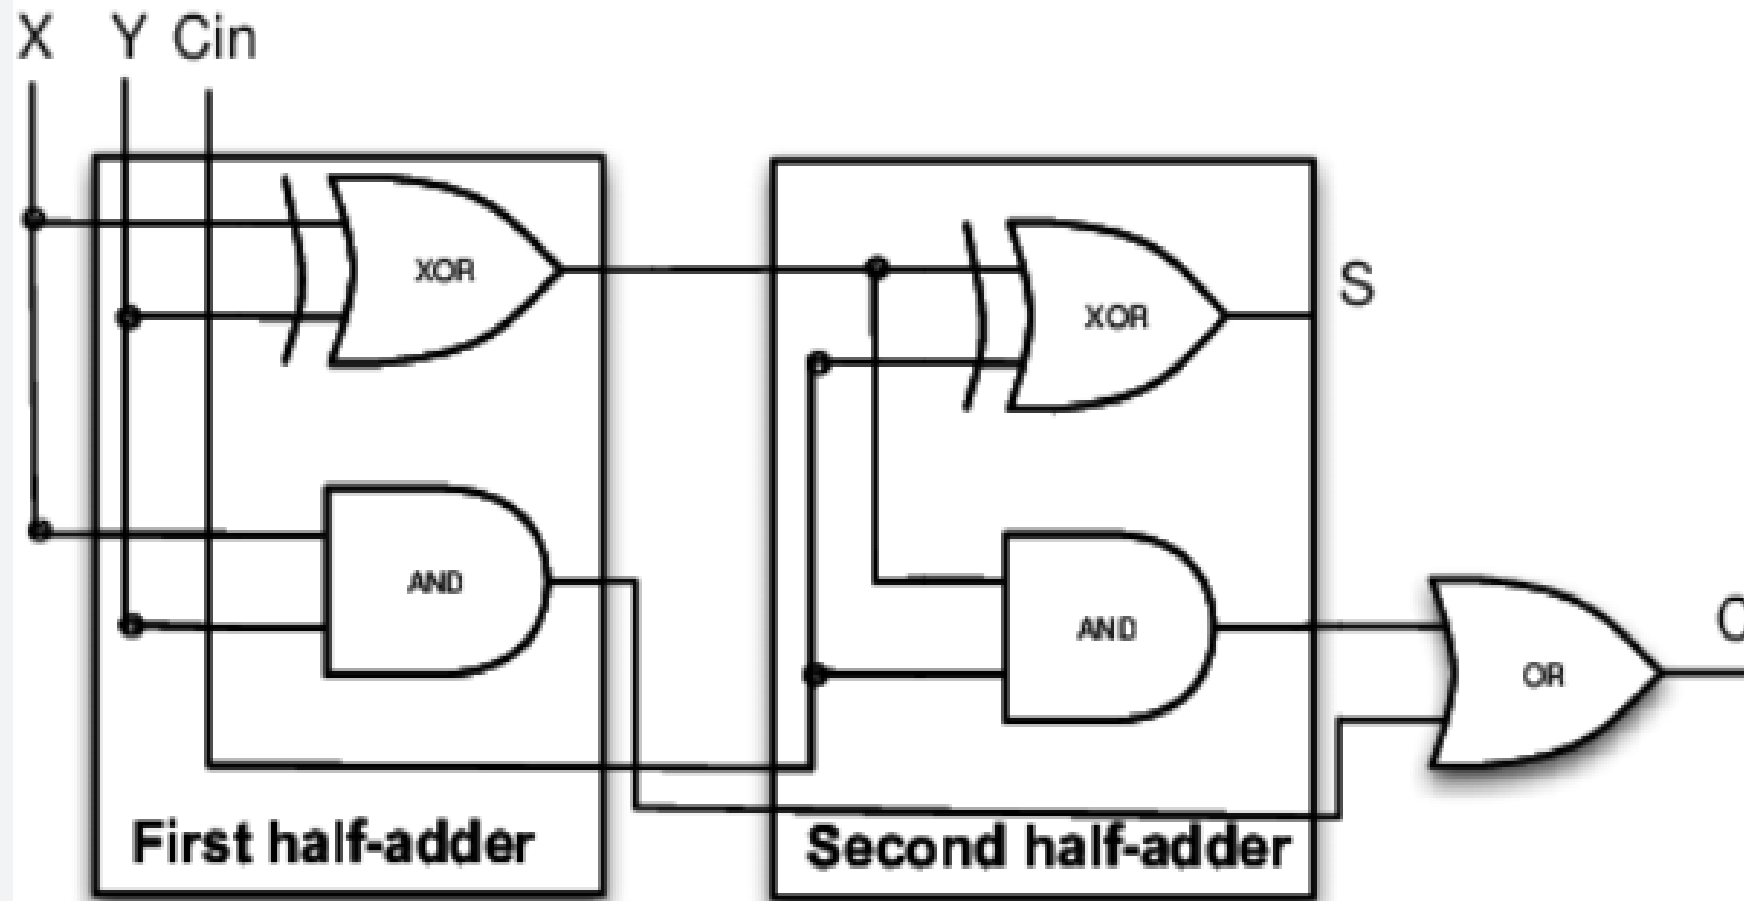 X Y Cin
XOR
XOR
S
AND
AND
OR
First half-adder
Second half-adder